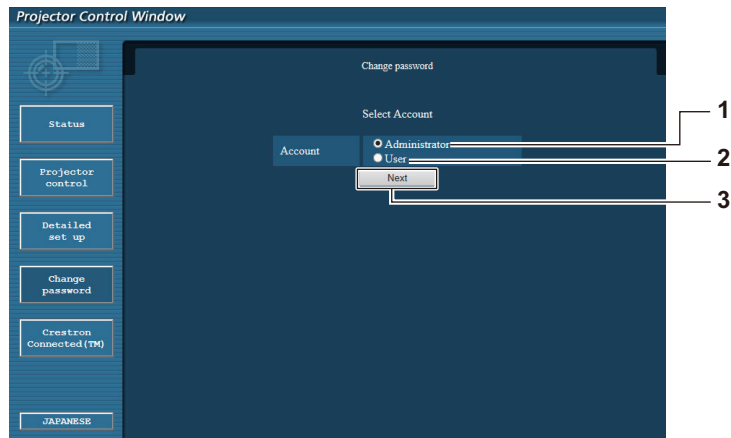 Projector Control Window
Change password
Select Account
Account
Administrator
User
Next
Status
Projector
control
Detailed
set up
Change
password
Crestron
Connected(TM)
JAPANESE
1
2
3